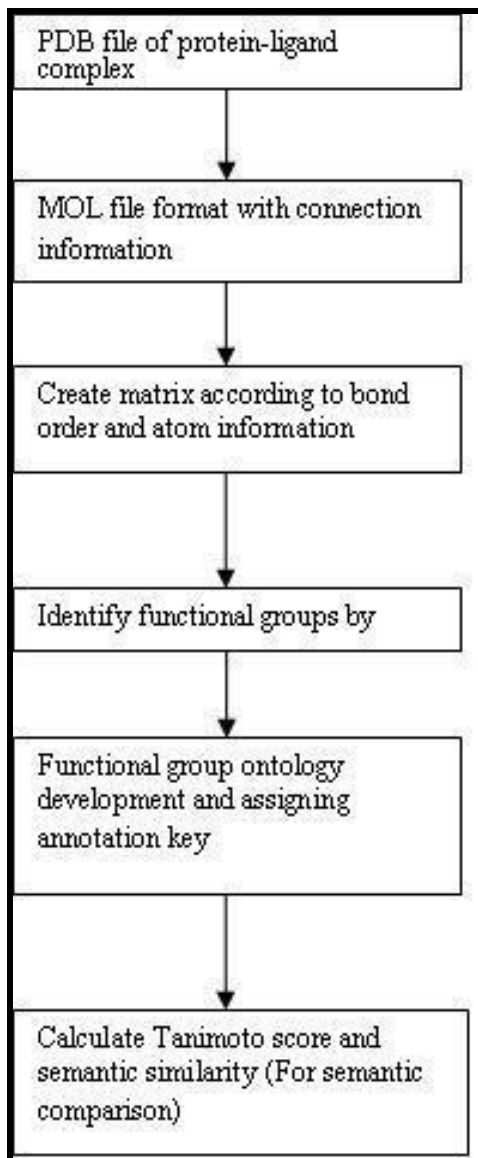 PDB file of protein-ligand
complex
MOL file format with connection
information
Create matrix according to bond
order and atom information
Identify functional groups by
Functional group ontology
development and assigning
annotation key
Calculate Tanimoto score and
semantic similarity (For semantic
comparison)